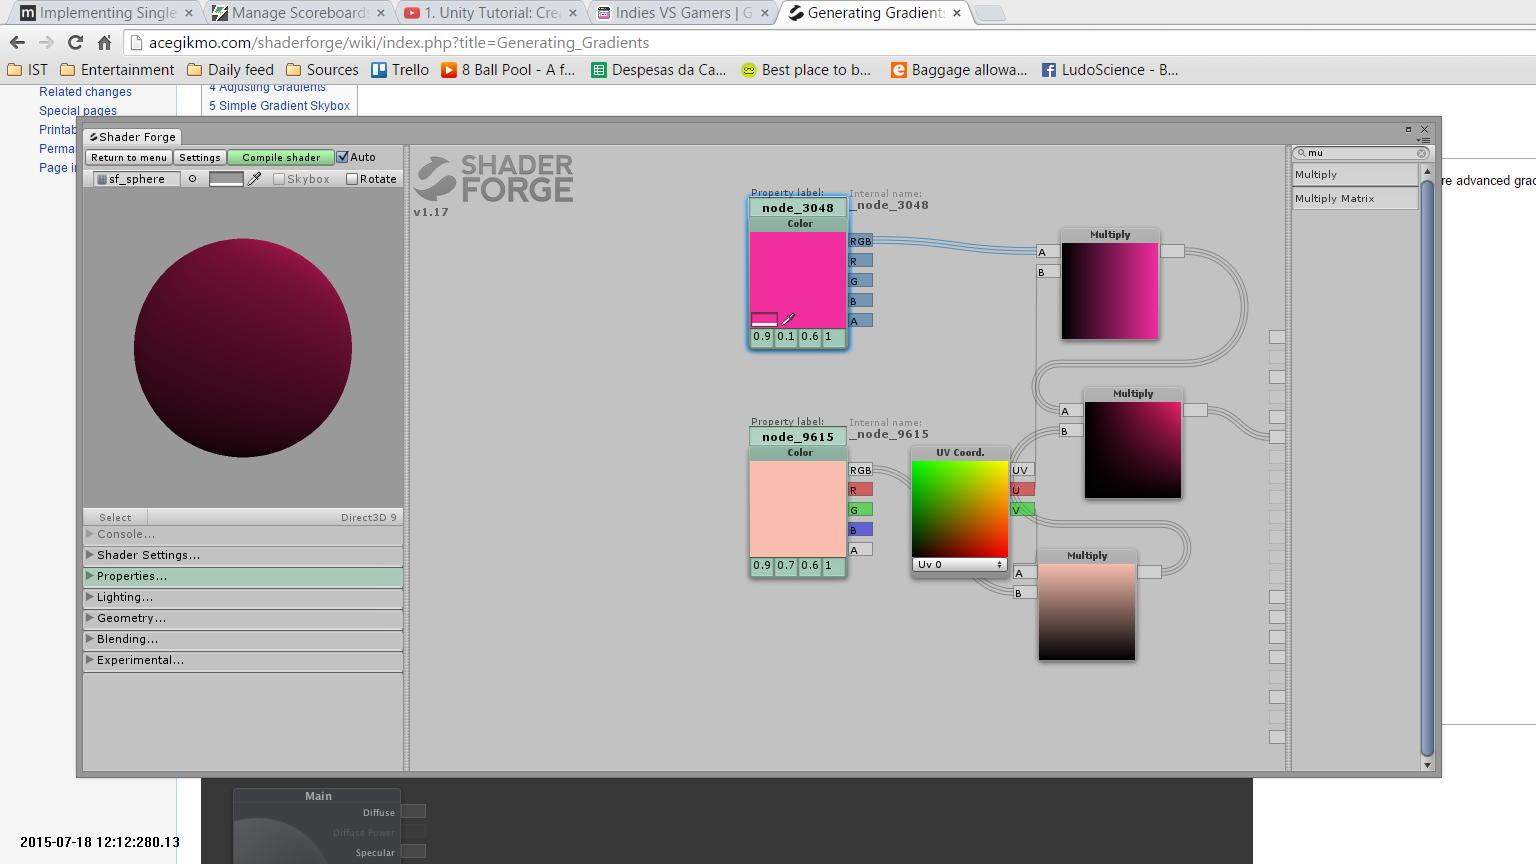 Implementing Single
Manage Scoreboards
1. Unity Tutorial: Cre
Indies VS Gamers | G
Generating Gradient
acegikmo.com/shaderforge/wiki/index.php?title=Generating_Gradients
IST
Entertainment
Daily feed
Sources
Trello
8 Ball Pool - A f...
Despesas da Ca...
Best place to b...
Baggage allowa...
LudoScience - B...
Related changes
Special pages
Printab
Perma
Page i
4 Adjusting Gradients
5 Simple Gradient Skybox
re advanced grac
Shader Forge
Return to menu
Settings
Compile shader
Auto
sf_sphere
Skybox
Rotate
SHADER
FORGE
v1.17
Select
Direct3D 9
Console...
Shader Settings...
Properties...
Lighting...
Geometry...
Blending...
Experimental...
Property label:
Internal name:
node_3048
_node_3048
Color
RGB
R
G
B
A
0.9 0.1 0.6 1
Property label:
Internal name:
node_9615
_node_9615
Color
RGB
R
G
B
A
0.9 0.7 0.6 1
UV Coord.
UV
U
V
Uv 0
Multiply
A
B
Multiply
A
B
Multiply
A
B
mu
Multiply
Multiply Matrix
Main
Diffuse
Diffuse Power
Specular
2015-07-18 12:12:280.13